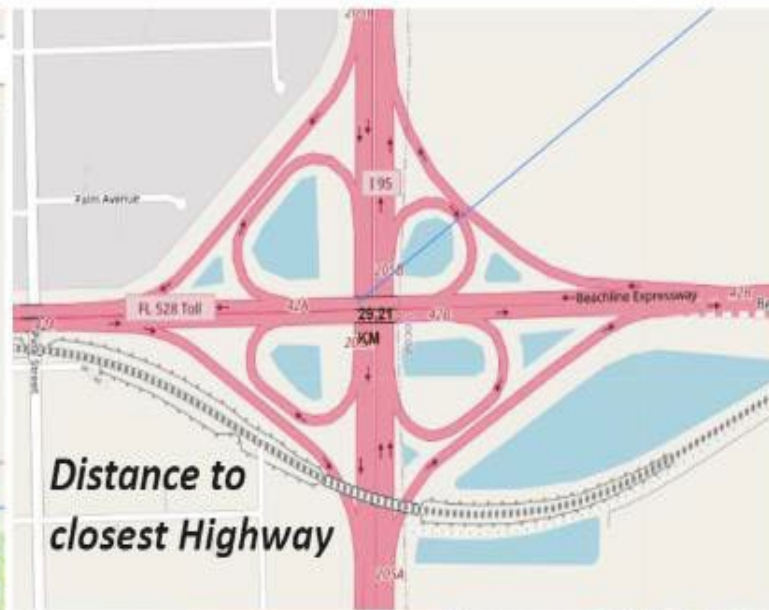 I 95
Palm Avenue
205B
Beachline Expressway
42B
FL 528 Toll
42A
29.21
42B
KM
Distance to
closest Highway
205A